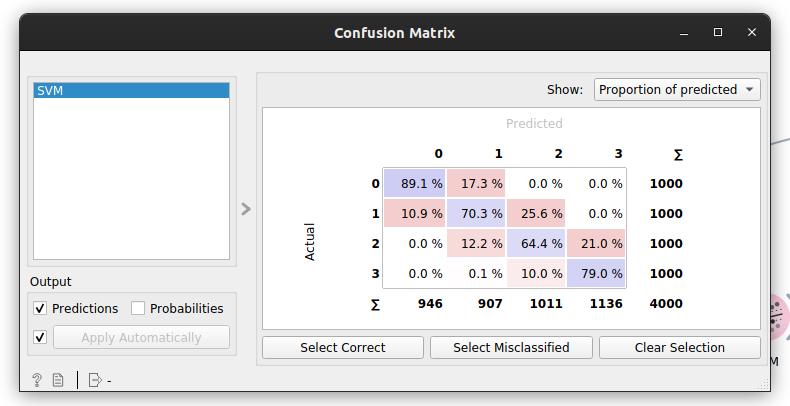 Confusion Matrix
SVM
Show: Proportion of predicted
Predicted
0 1 2 3 Σ
0 89.1 % 17.3 % 0.0 % 0.0 % 1000
1 10.9 % 70.3 % 25.6 % 0.0 % 1000
Actual
2 0.0 % 12.2 % 64.4 % 21.0 % 1000
3 0.0 % 0.1 % 10.0 % 79.0 % 1000
Σ 946 907 1011 1136 4000
Output
Predictions Probabilities
Apply Automatically
Select Correct Select Misclassified Clear Selection
? -
M